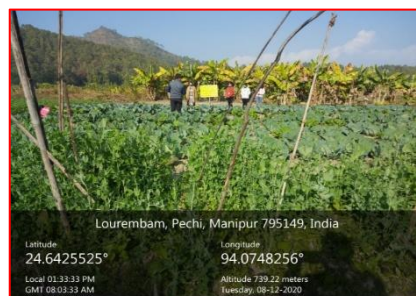 Lourembam, Pechi, Manipur 795149, India
Latitude
24.6425525°
Longitude
94.0748256°
Local 01:33:33 PM
GMT 08:03:33 AM
Altitude 739.22 meters
Tuesday, 08-12-2020